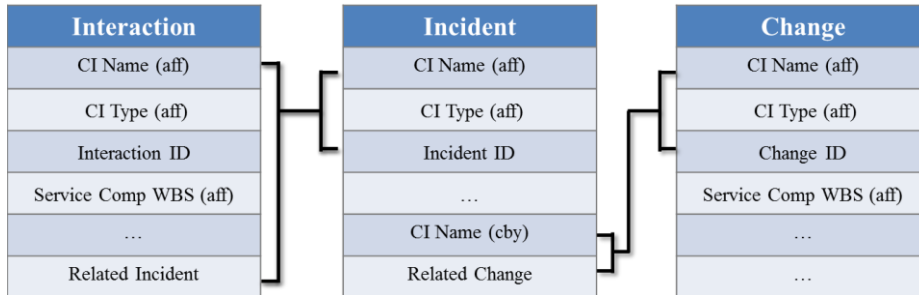 Interaction
CI Name (aff)
CI Type (aff)
Interaction ID
Service Comp WBS (aff)
…
Related Incident
Incident
CI Name (aff)
CI Type (aff)
Incident ID
…
CI Name (cby)
Related Change
Change
CI Name (aff)
CI Type (aff)
Change ID
Service Comp WBS (aff)
…
…